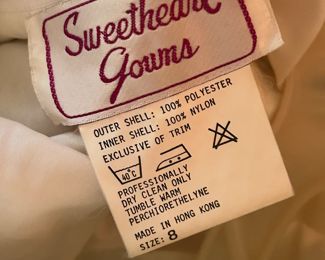 Sweetheart
Gowns
OUTER SHELL: 100% POLYESTER
INNER SHELL: 100% NYLON
EXCLUSIVE OF TRIM
40°C
PROFESSIONALLY
DRY CLEAN ONLY
TUMBLE WARM
PERCHIORETHELYNE
MADE IN HONG KONG
SIZE: 8